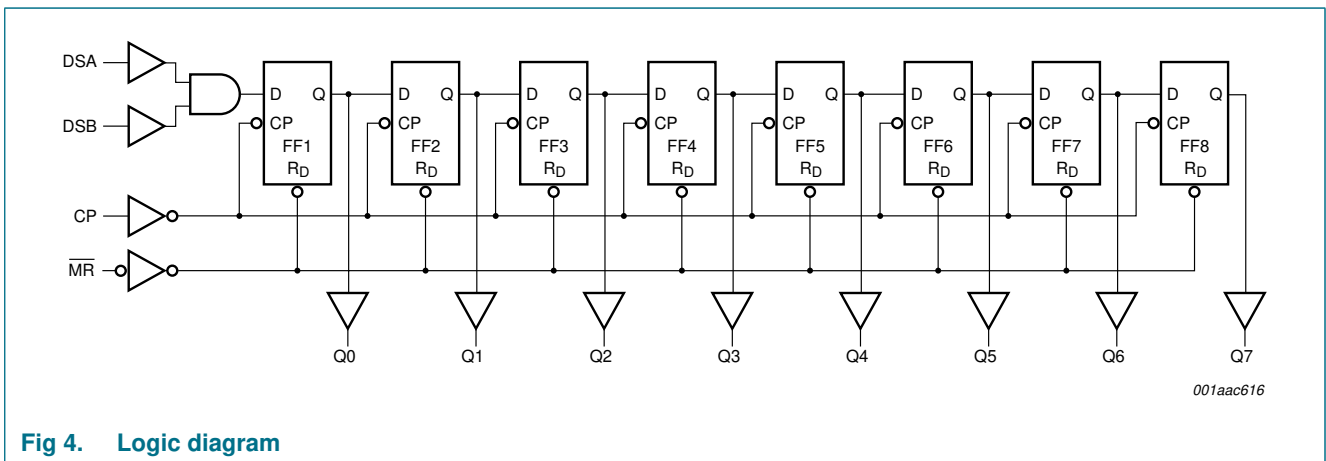 DSA
DSB
CP
MR
D Q CP FF1 RD
D Q CP FF2 RD
D Q CP FF3 RD
D Q CP FF4 RD
D Q CP FF5 RD
D Q CP FF6 RD
D Q CP FF7 RD
D Q CP FF8 RD
Q0 Q1 Q2 Q3 Q4 Q5 Q6 Q7
001aac616
Fig 4. Logic diagram